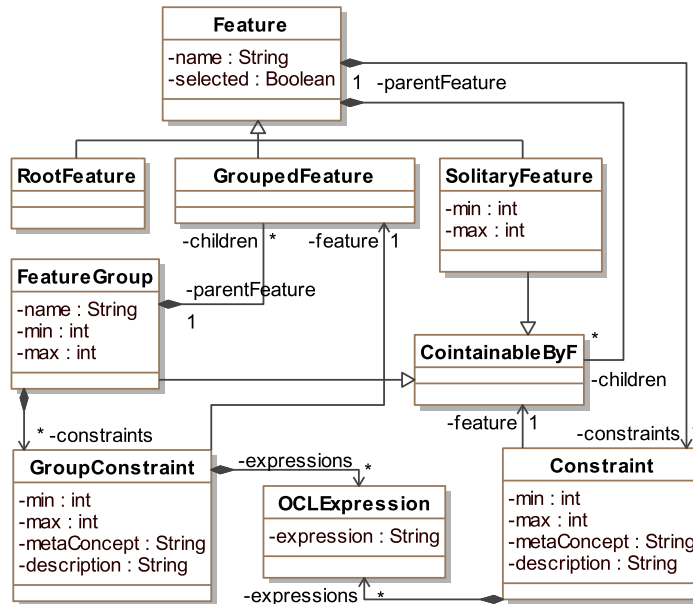 Feature
-name : String
-selected : Boolean
1 -parentFeature
RootFeature
GroupedFeature
SolitaryFeature
-min : int
-max : int
-children *
-feature 1
FeatureGroup
-name : String
-min : int
-max : int
-parentFeature
1
CointainableByF
*
-children
-feature 1
* -constraints
-constraints
GroupConstraint
-min : int
-max : int
-metaConcept : String
-description : String
-expressions *
OCLExpression
-expression : String
Constraint
-min : int
-max : int
-metaConcept : String
-description : String
-expressions *